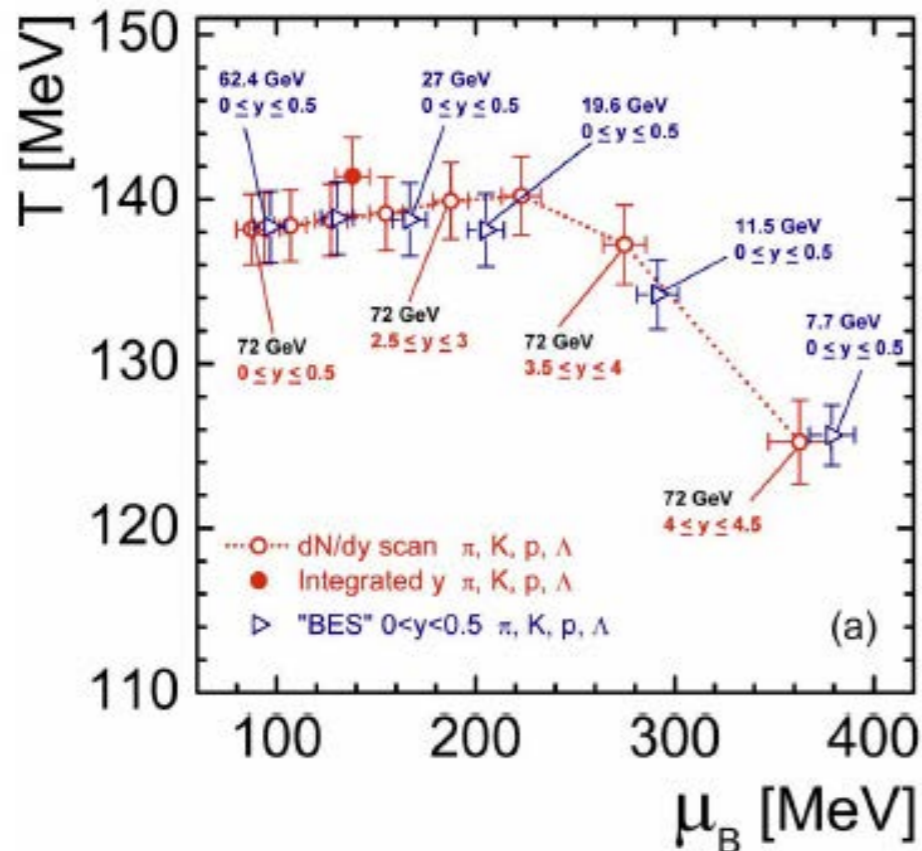 150
140
130
120
110
T [MeV]
62.4 GeV
0 ≤ y ≤ 0.5
27 GeV
0 ≤ y ≤ 0.5
19.6 GeV
0 ≤ y ≤ 0.5
11.5 GeV
0 ≤ y ≤ 0.5
7.7 GeV
0 ≤ y ≤ 0.5
72 GeV
0 ≤ y ≤ 0.5
72 GeV
2.5 ≤ y ≤ 3
72 GeV
3.5 ≤ y ≤ 4
72 GeV
4 ≤ y ≤ 4.5
dN/dy scan π, K, p, Λ
Integrated y π, K, p, Λ
"BES" 0<y<0.5 π, K, p, Λ
(a)
100 200 300 400
μ_B [MeV]